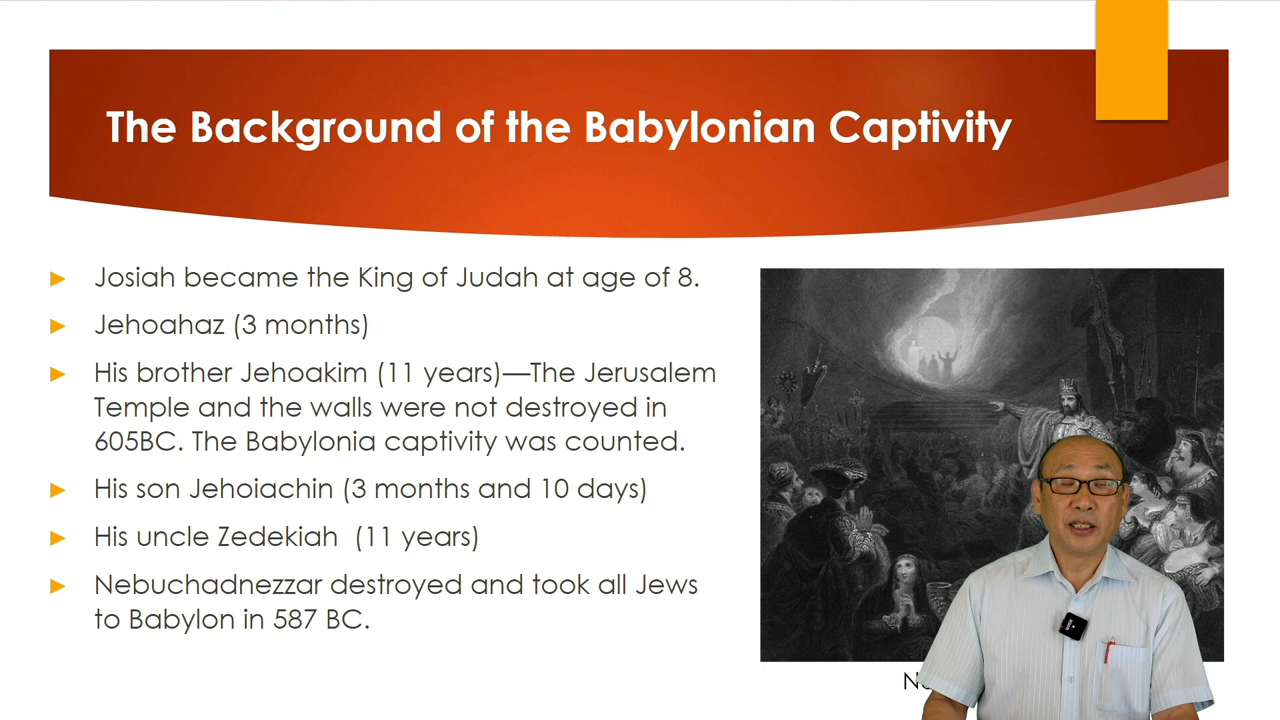 The Background of the Babylonian Captivity
Josiah became the King of Judah at age of 8.
Jehoahaz (3 months)
His brother Jehoakim (11 years)—The Jerusalem
Temple and the walls were not destroyed in
605BC. The Babylonia captivity was counted.
His son Jehoiachin (3 months and 10 days)
His uncle Zedekiah (11 years)
Nebuchadnezzar destroyed and took all Jews
to Babylon in 587 BC.